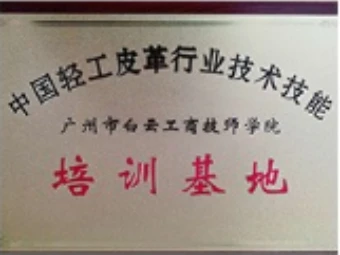 中国轻工皮革行业技术技能
广州市白云工商技师学院
培训基地